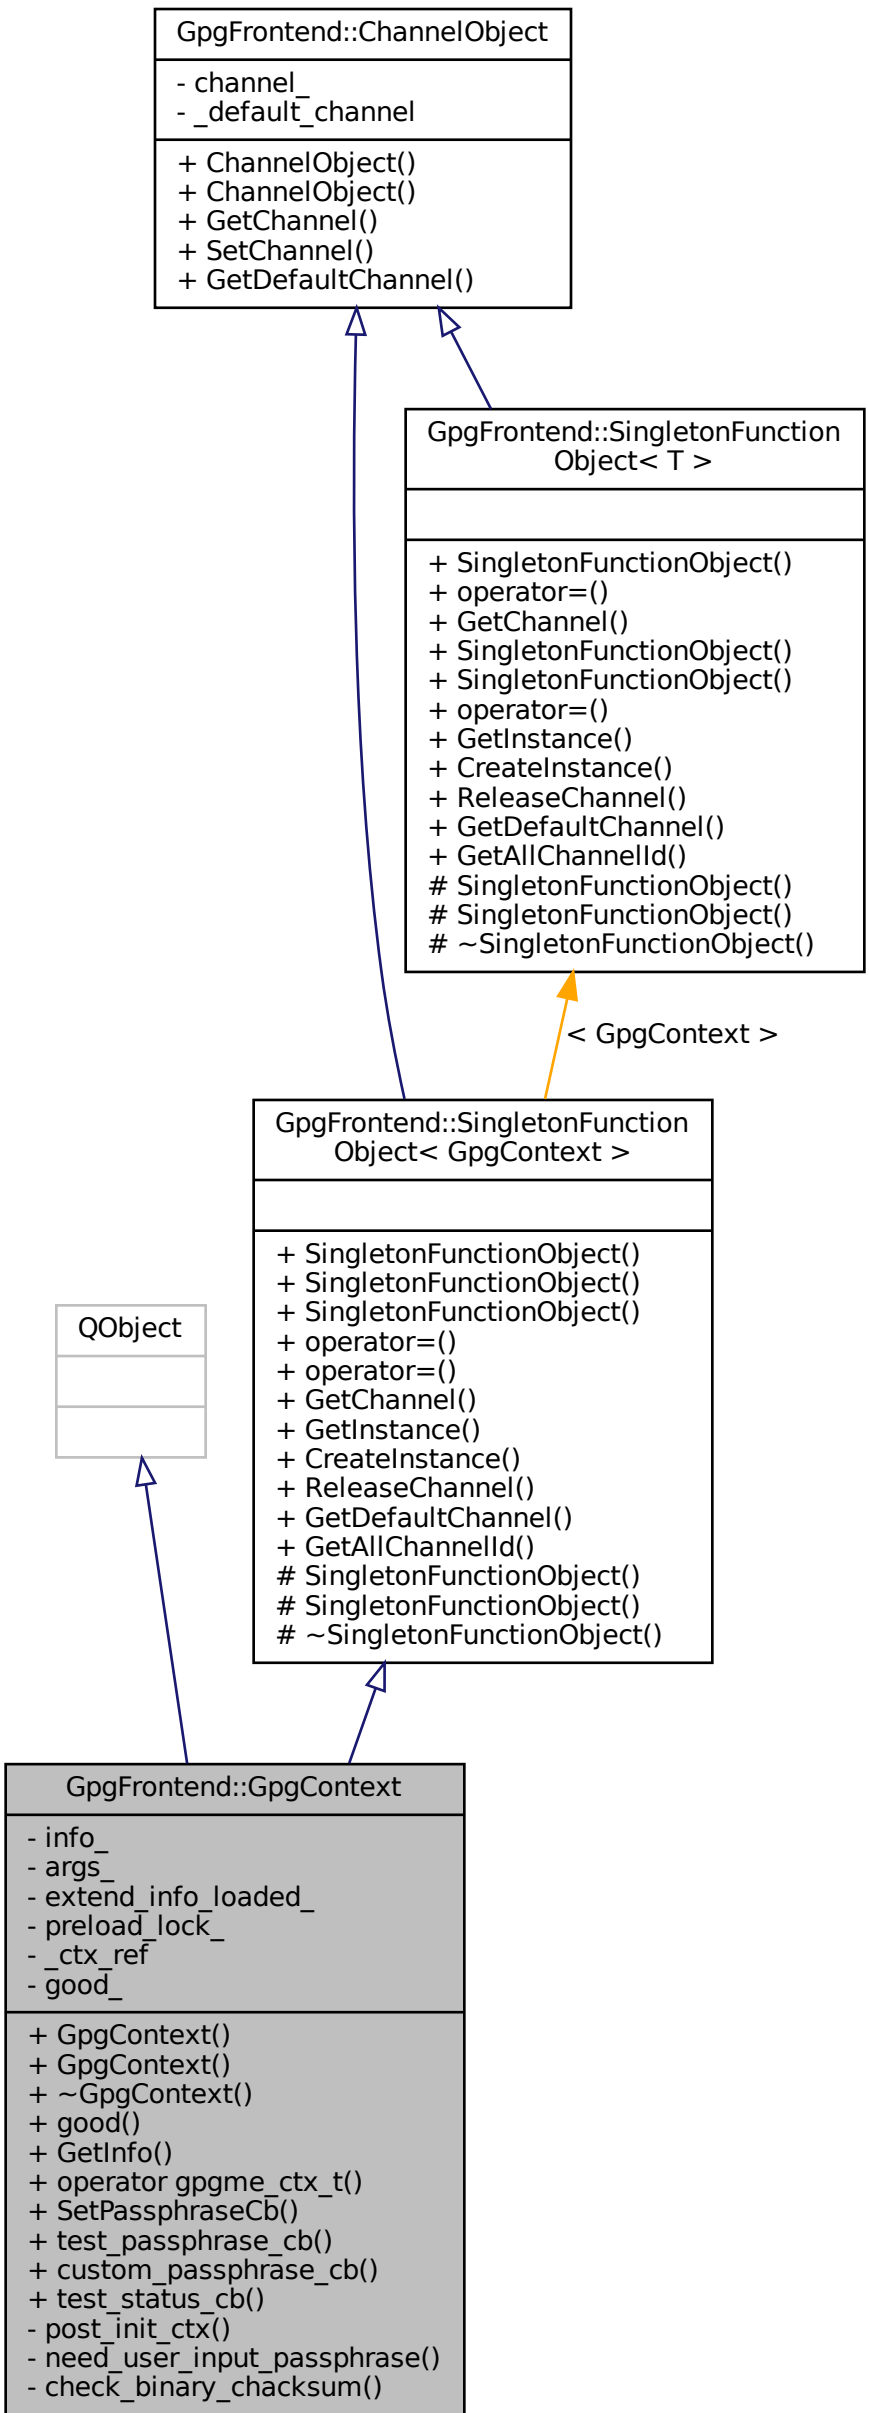 GpgFrontend::ChannelObject
- channel_
- _default_channel
+ ChannelObject()
+ ChannelObject()
+ GetChannel()
+ SetChannel()
+ GetDefaultChannel()
GpgFrontend::SingletonFunction
Object< T >
+ SingletonFunctionObject()
+ operator=()
+ GetChannel()
+ SingletonFunctionObject()
+ SingletonFunctionObject()
+ operator=()
+ GetInstance()
+ CreateInstance()
+ ReleaseChannel()
+ GetDefaultChannel()
+ GetAllChannelId()
# SingletonFunctionObject()
# SingletonFunctionObject()
# ~SingletonFunctionObject()
< GpgContext >
GpgFrontend::SingletonFunction
Object< GpgContext >
+ SingletonFunctionObject()
+ SingletonFunctionObject()
+ SingletonFunctionObject()
+ operator=()
+ operator=()
+ GetChannel()
+ GetInstance()
+ CreateInstance()
+ ReleaseChannel()
+ GetDefaultChannel()
+ GetAllChannelId()
# SingletonFunctionObject()
# SingletonFunctionObject()
# ~SingletonFunctionObject()
QObject
GpgFrontend::GpgContext
- info_
- args_
- extend_info_loaded_
- preload_lock_
- _ctx_ref
- good_
+ GpgContext()
+ GpgContext()
+ ~GpgContext()
+ good()
+ GetInfo()
+ operator gpgme_ctx_t()
+ SetPassphraseCb()
+ test_passphrase_cb()
+ custom_passphrase_cb()
+ test_status_cb()
- post_init_ctx()
- need_user_input_passphrase()
- check_binary_chacksum()